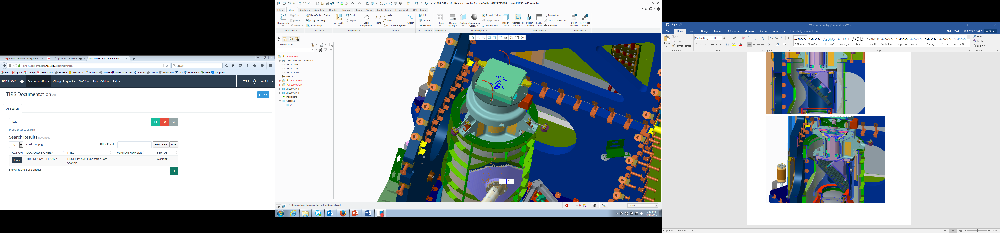 Inbox - mhinkle2839@gma...
Dj Maurice Halsted!
IPD TDMS - Documentation
https://ipdtdms.gsfc.nasa.gov/documentation/
Search
HEAT gmail Google iHeartRadio SATERN McMaster NOMAD TDMS NASA Standards IdMAX eMOD WebTADS 544 Design Ref MFG Dropbox
IPD TDMS Documentation Change Request WOA Photo/Video Risk TIRS mhinkle
TIRS Documentation All
Help
All Search
lube
Press enter to search
Search Results advanced
10 records per page
Filter Results:
Excel / CSV PDF
ACTION DOC/DRW NUMBER TITLE VERSION NUMBER STATUS
Open TIRS-MECSM-REF-0477 TIRS Flight SSM Lubrication Loss Analysis - Working
Showing 1 to 1 of 1 entries
1
2130009 Rev: -.0+ Released (Active) wtws://gddms/OPIS/2130009.asm - PTC Creo Parametric
File Model Analysis Annotate Render Manikin Tools View Applications Framework GSFC Tools
Regenerate
Copy
Paste
Delete
Operations
User-Defined Feature
Copy Geometry
Shrinkwrap
Get Data
Assemble
Create
Repeat
Drag Components
Component
Plane
Axis
Point
Coordinate System
Sketch
Datum
Hole
Extrude
Revolve
Cut & Surface
Pattern
Modifiers
Manage Views
Section
Appearance Gallery
Exploded View
Toggle Status
Edit Position
Display Style
Model Display
Component Interface
Publish Geometry
Family Table
Parameters
Switch Dimensions
Relations
Model Intent
Bill of Materials
Reference Viewer
Investigate
Model Tree
2130009.ASM
SKEL_TIRS_INSTRUMENT.PRT
ASSY_SIDE
ASSY_TOP
ASSY_FRONT
DEF_ACS
2130010.ASM
2130090.ASM
2130095.PRT
2130095.PRT
Insert Here
Sections
A
.005
Coordinate system name tags will not be displayed.
Smart
3:55 PM
3/31/2016
TIRS1 top assembly pictures.docx - Word
File Home Insert Design Layout References Mailings Review View Tell me what you want to do...
HINKLE, MATTHEW R. (GSFC-5440) Share
Paste
Cut
Copy
Format Painter
Clipboard
Calibri (Body) 11
Font
Paragraph
AaBbCcDc AaBbCcDc AaBbCc AaBbCcE AaB AaBbCcD AaBbCcDc AaBbCcDc AaBbCcDc AaBbCcDc AaBbCcDc AaBbCcDc
¶ Normal ¶ No Spac... Heading 1 Heading 2 Title Subtitle Subtle Em... Emphasis Intense E... Strong Quote Intense Q...
Styles
Find
Replace
Select
Editing
Page 4 of 4 0 words
100%